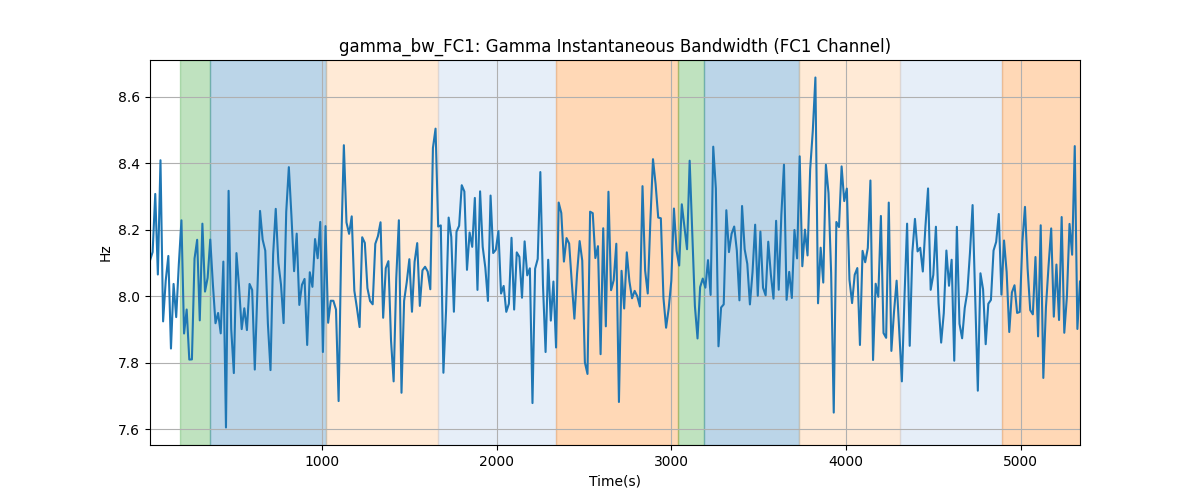 gamma_bw_FC1: Gamma Instantaneous Bandwidth (FC1 Channel)
8.6
8.4
8.2
8.0
7.8
7.6
Hz
1000 2000 3000 4000 5000
Time(s)